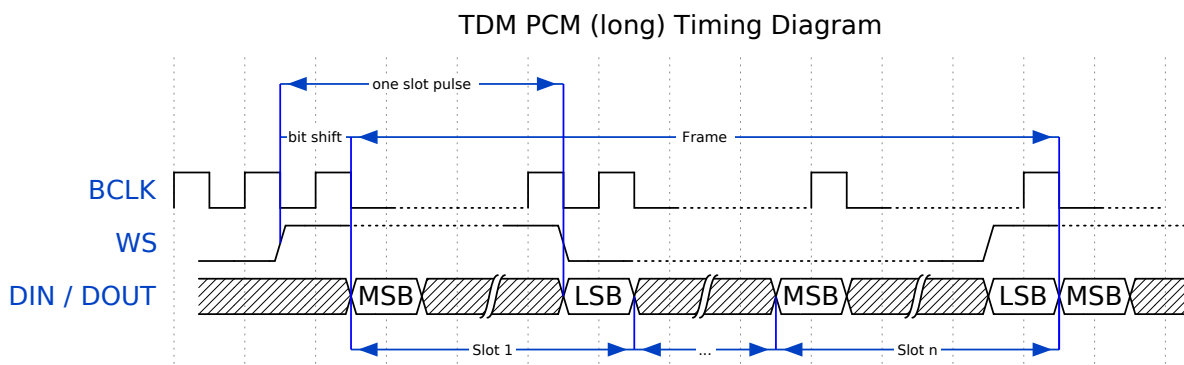 TDM PCM (long) Timing Diagram
one slot pulse
bit shift
Frame
BCLK
WS
DIN / DOUT
MSB
LSB
MSB
LSB
MSB
Slot 1
...
Slot n